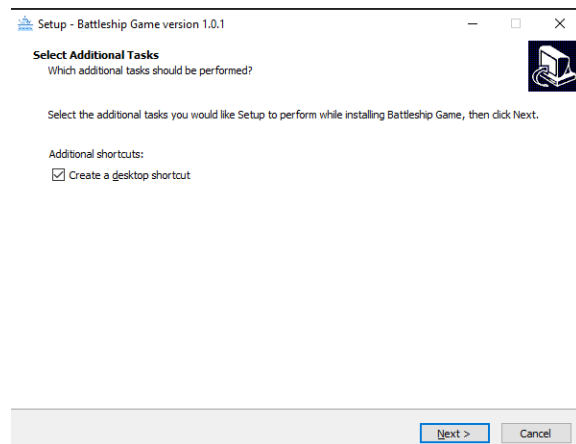 Setup - Battleship Game version 1.0.1
Select Additional Tasks
Which additional tasks should be performed?
Select the additional tasks you would like Setup to perform while installing Battleship Game, then click Next.
Additional shortcuts:
Create a desktop shortcut
Next > Cancel